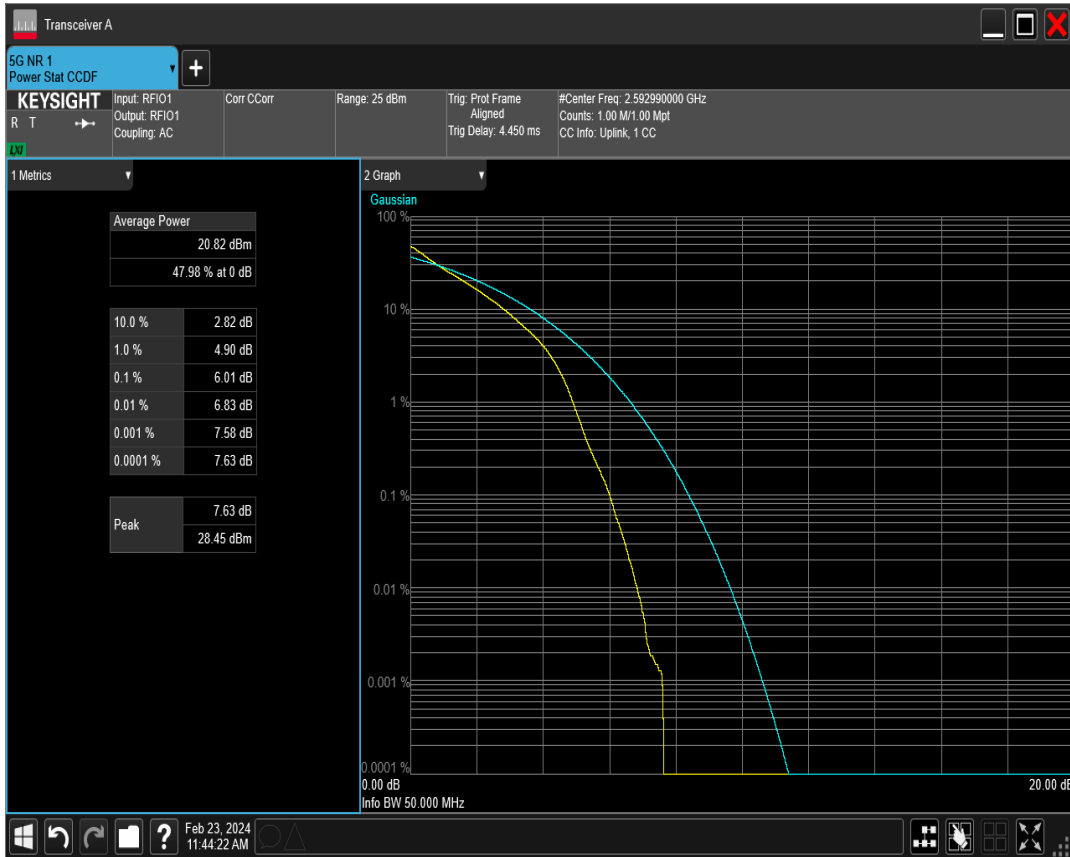 Transceiver A
5G NR 1
Power Stat CCDF
+
KEYSIGHT
R T
LXI
Input: RFIO1
Output: RFIO1
Coupling: AC
Corr CCorr
Range: 25 dBm
Trig: Prot Frame
Aligned
Trig Delay: 4.450 ms
#Center Freq: 2.592990000 GHz
Counts: 1.00 M/1.00 Mpt
CC Info: Uplink, 1 CC
1 Metrics
Average Power
20.82 dBm
47.98 % at 0 dB
10.0 % 2.82 dB
1.0 % 4.90 dB
0.1 % 6.01 dB
0.01 % 6.83 dB
0.001 % 7.58 dB
0.0001 % 7.63 dB
Peak
7.63 dB
28.45 dBm
2 Graph
Gaussian
100 %
10 %
1 %
0.1 %
0.01 %
0.001 %
0.0001 %
0.00 dB
20.00 dB
Info BW 50.000 MHz
?
Feb 23, 2024
11:44:22 AM